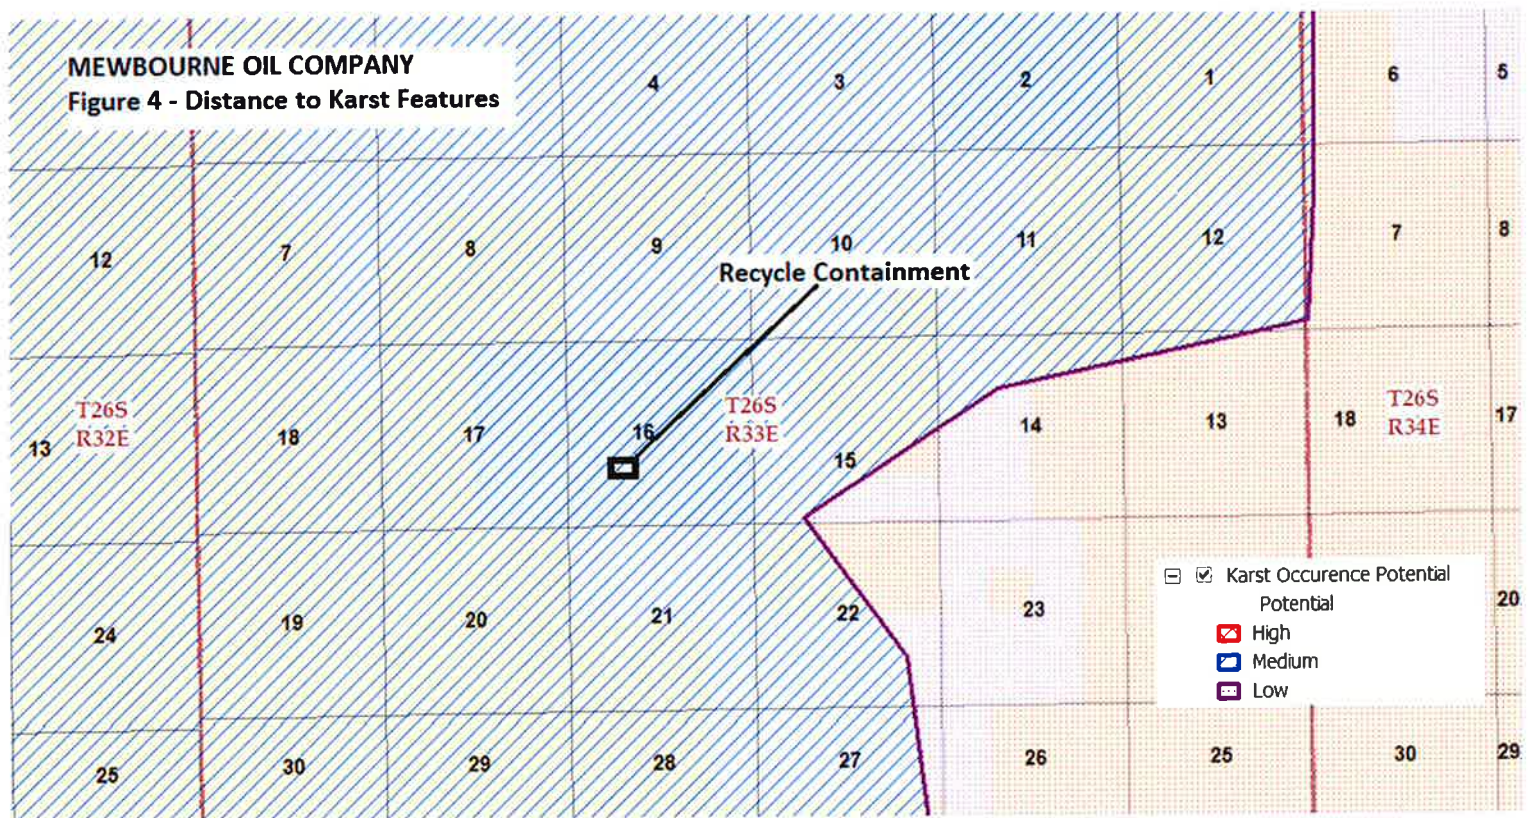 MEWBOURNE OIL COMPANY
Figure 4 - Distance to Karst Features
4
3
2
1
6
5
12
7
8
9
10
11
12
7
8
Recycle Containment
T26S
R32E
13
18
17
16
T26S
R33E
15
14
13
18
T26S
R34E
17
24
19
20
21
22
23
20
Karst Occurence Potential
Potential
High
Medium
Low
25
30
29
28
27
26
25
30
29